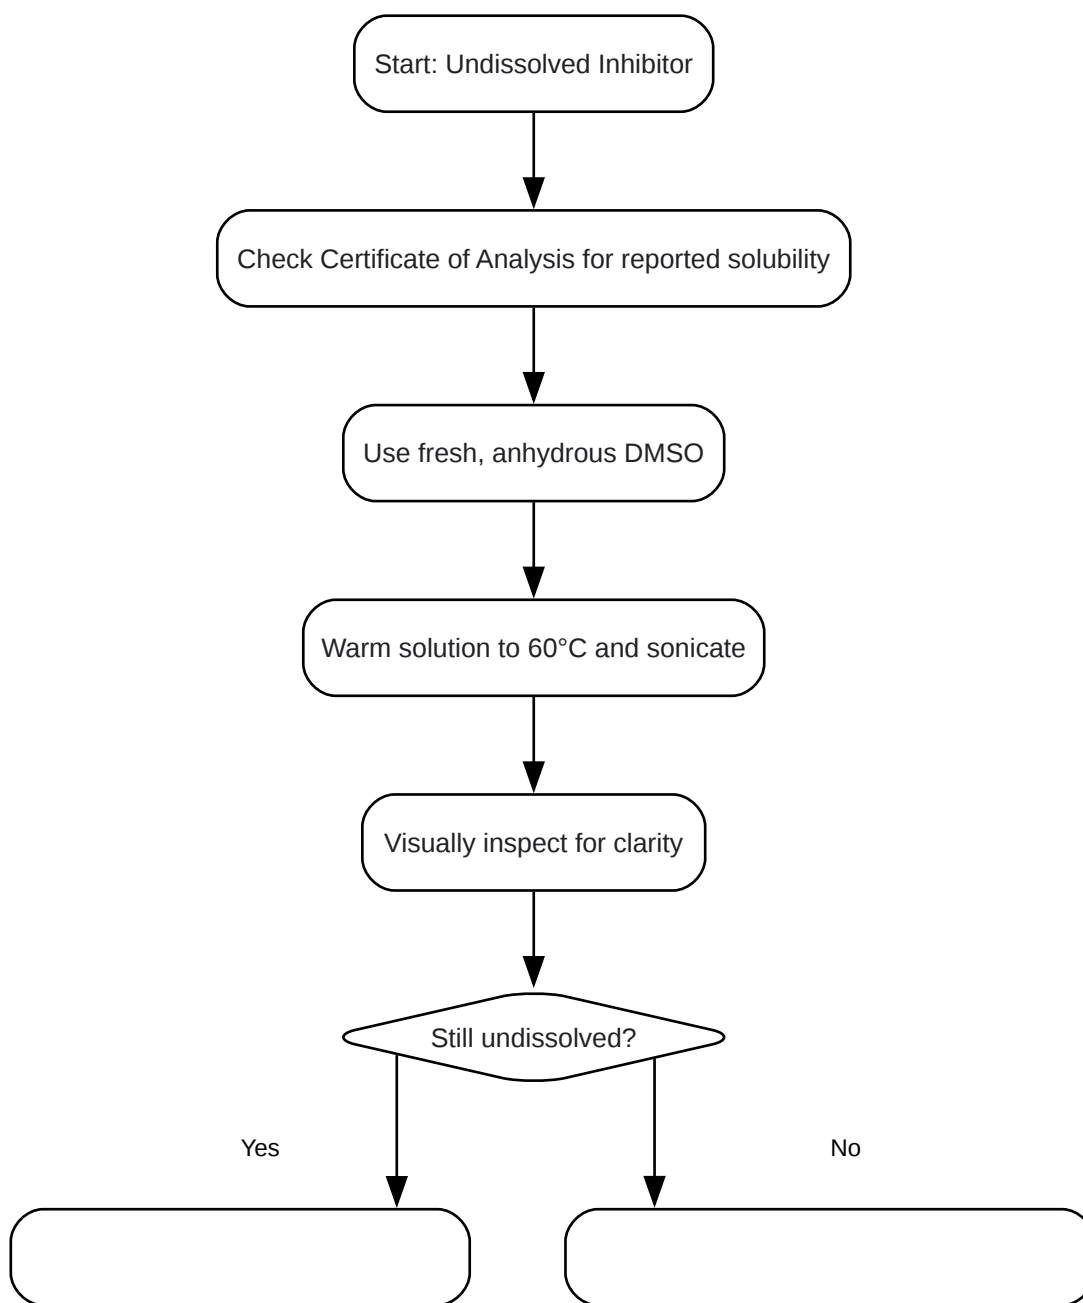 Start: Undissolved Inhibitor
Check Certificate of Analysis for reported solubility
Use fresh, anhydrous DMSO
Warm solution to 60°C and sonicate
Visually inspect for clarity
Still undissolved?
Yes
No